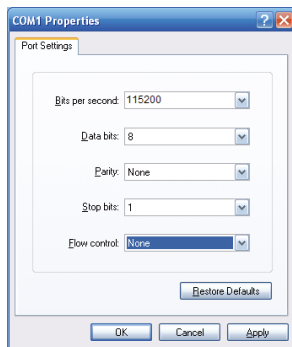 COM1 Properties
Port Settings
Bits per second: 115200
Data bits: 8
Parity: None
Stop bits: 1
Flow control: None
Restore Defaults
OK Cancel Apply